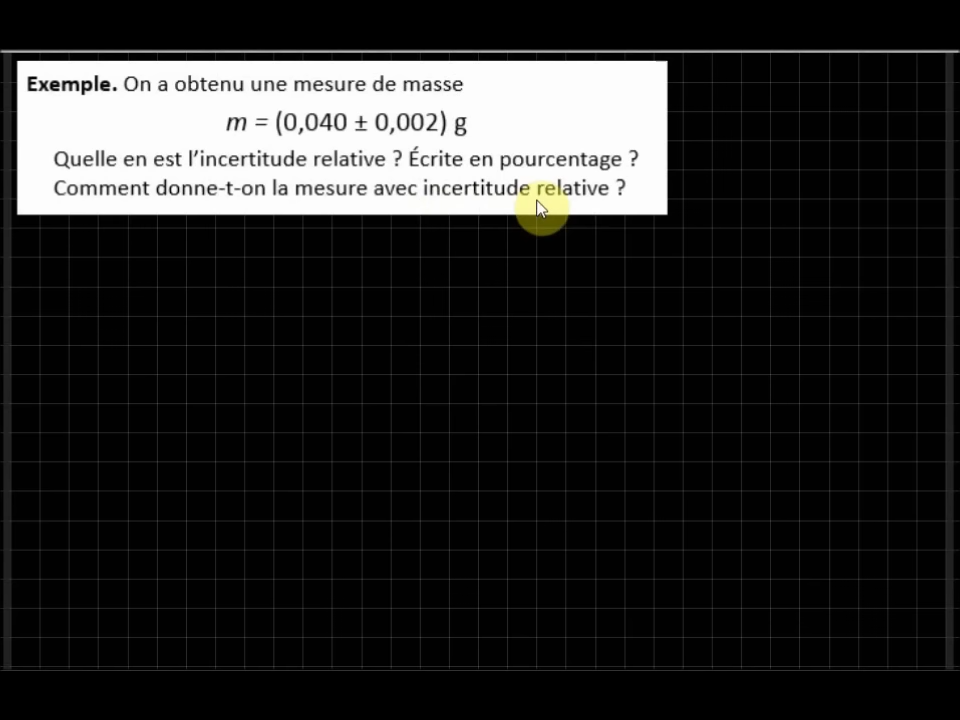 Exemple. On a obtenu une mesure de masse
m = (0,040 ± 0,002) g
Quelle en est l’incertitude relative ? Écrite en pourcentage ?
Comment donne-t-on la mesure avec incertitude relative ?